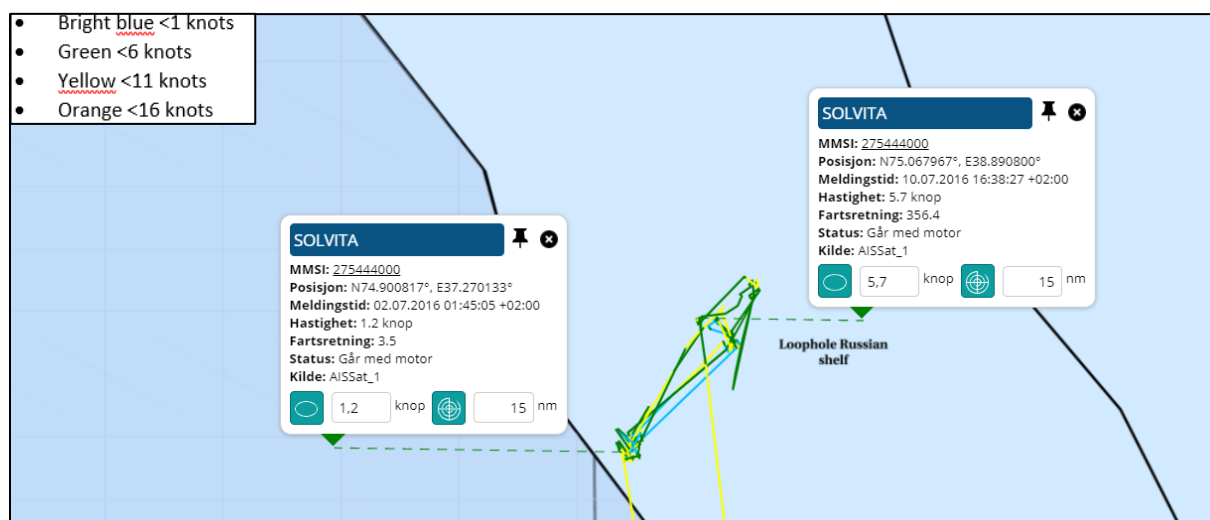 Bright blue <1 knots
Green <6 knots
Yellow <11 knots
Orange <16 knots
SOLVITA
MMSI: 275444000
Posisjon: N75.067967°, E38.890800°
Meldingstid: 10.07.2016 16:38:27 +02:00
Hastighet: 5.7 knop
Fartsretning: 356.4
Status: Går med motor
Kilde: AISSat_1
5,7 knop 15 nm
SOLVITA
MMSI: 275444000
Posisjon: N74.900817°, E37.270133°
Meldingstid: 02.07.2016 01:45:05 +02:00
Hastighet: 1.2 knop
Fartsretning: 3.5
Status: Går med motor
Kilde: AISSat_1
1,2 knop 15 nm
Loophole Russian
shelf